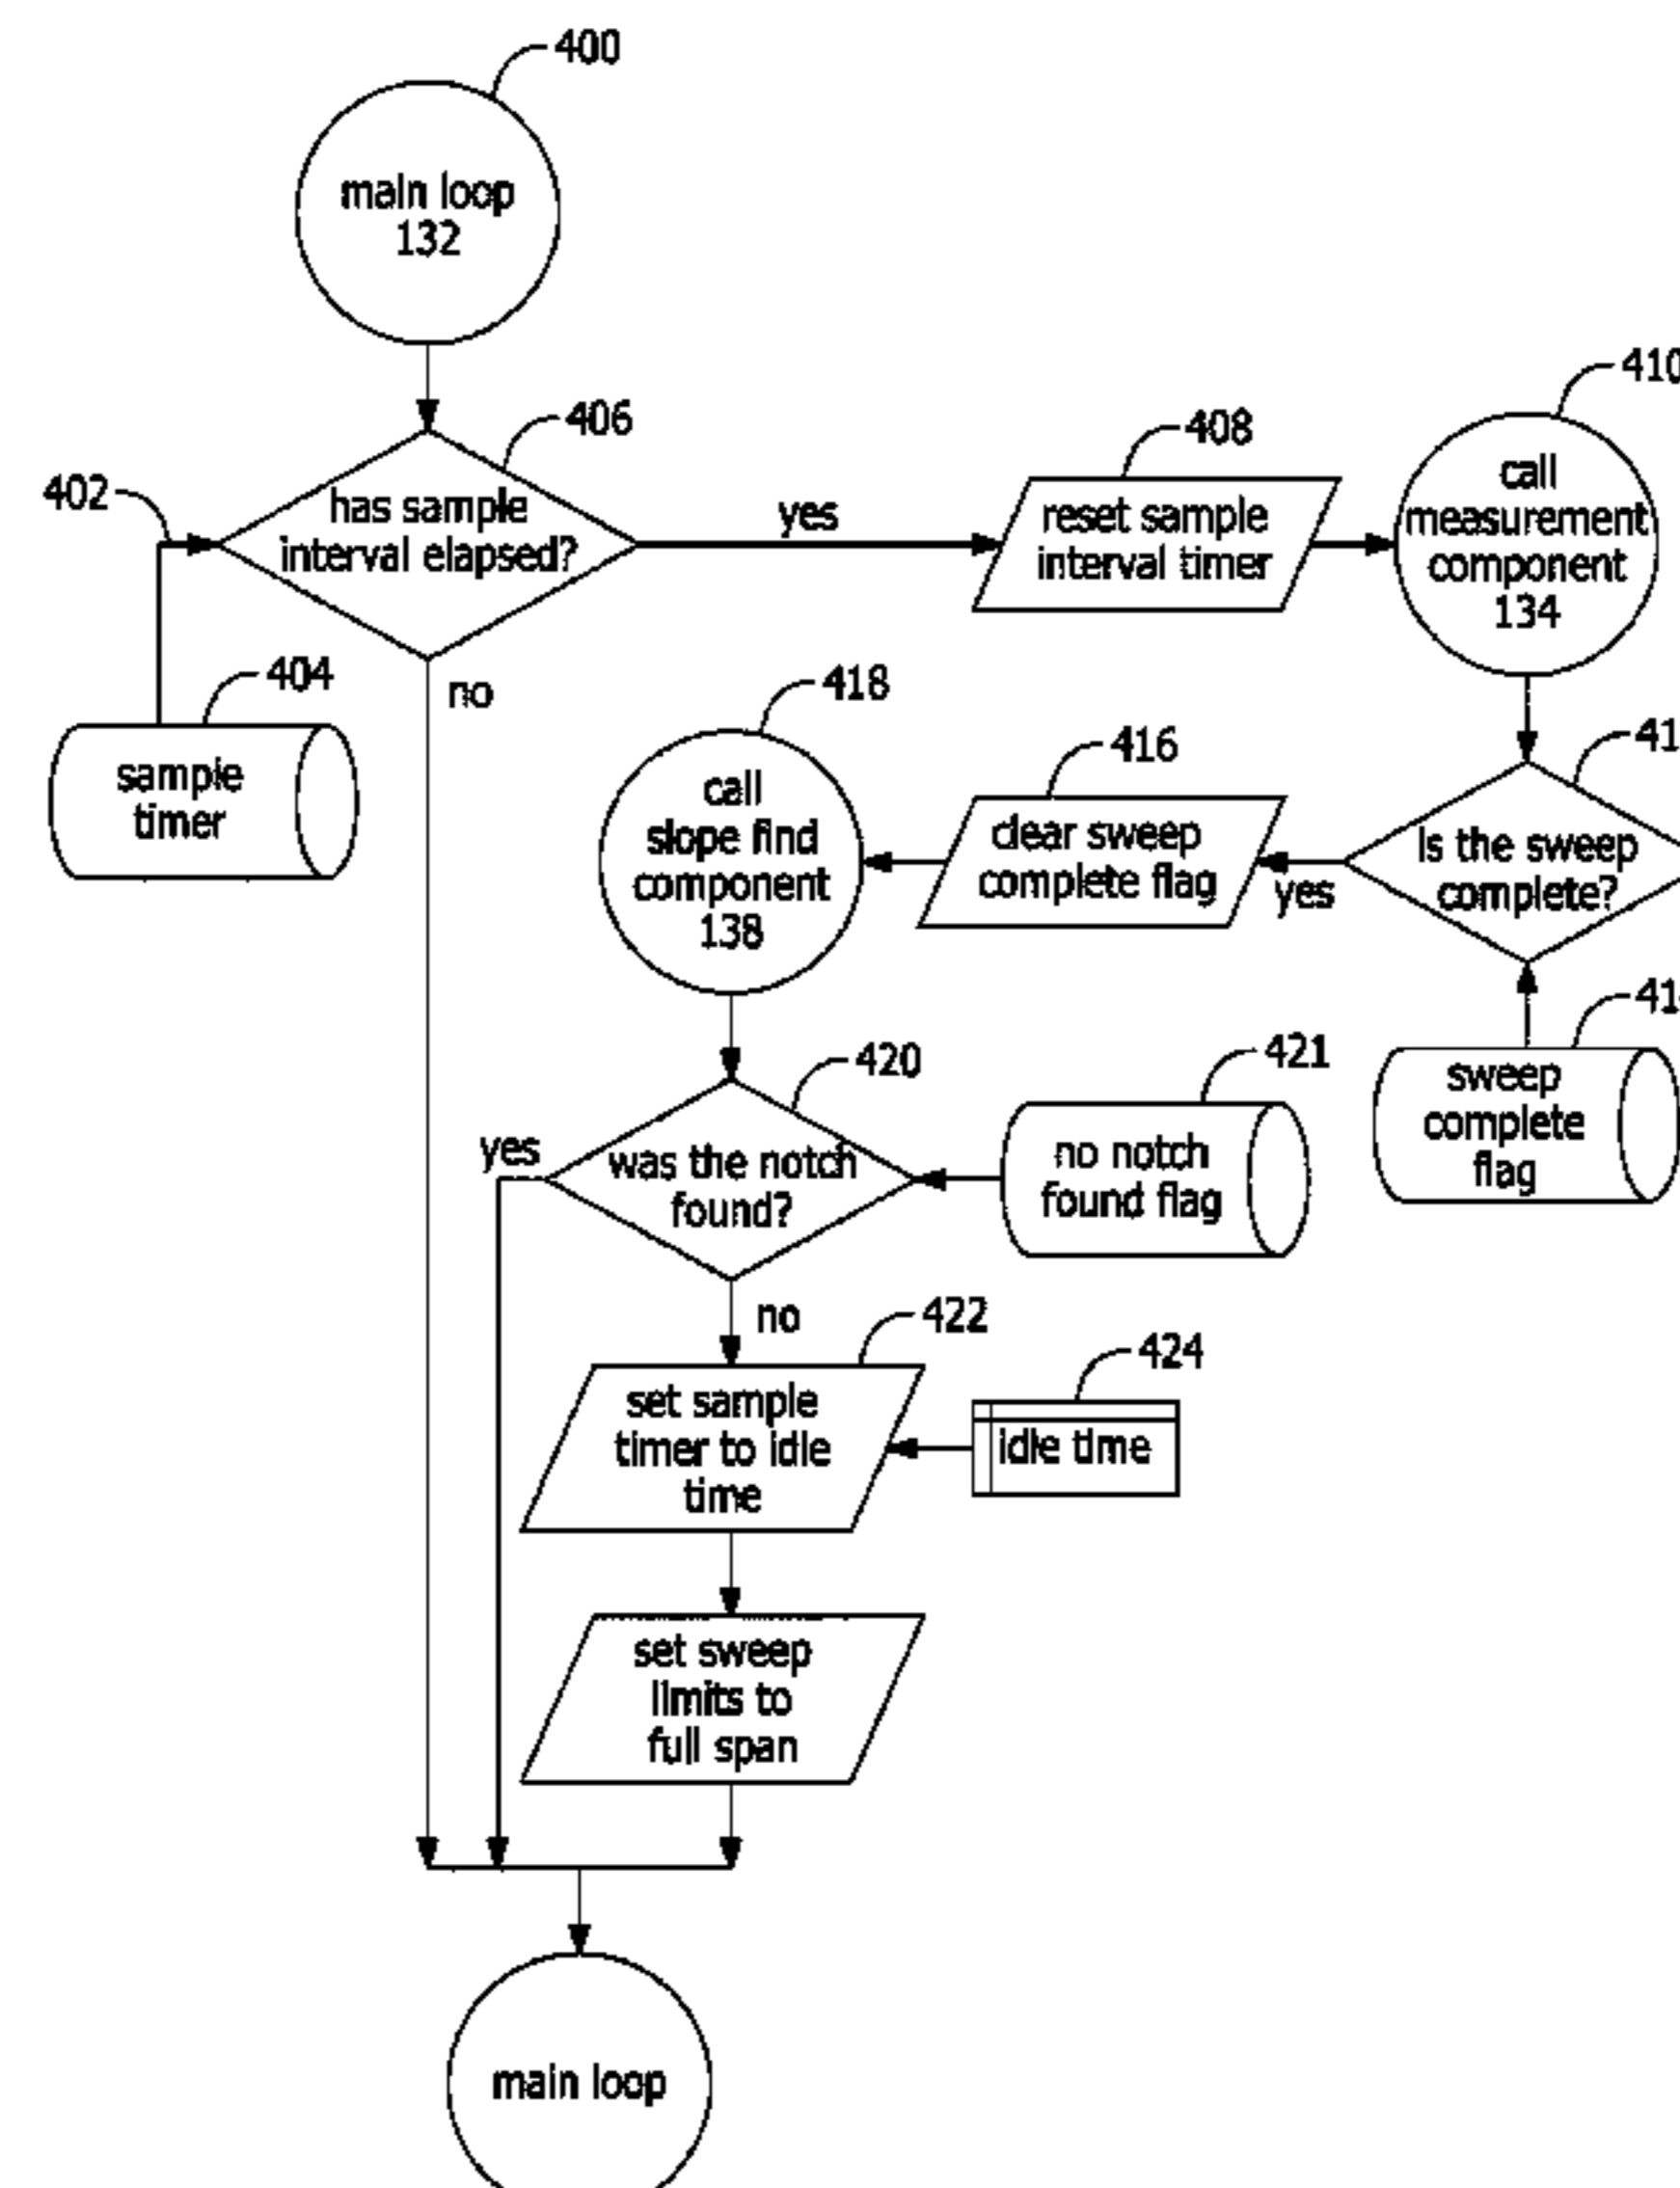 400
main loop
132
406
402
has sample
interval elapsed?
yes
408
reset sample
interval timer
410
call
measurement
component
134
404
sample
timer
no
418
call
slope find
component
138
416
clear sweep
complete flag
yes
41
is the sweep
complete?
41
sweep
complete
flag
420
yes
was the notch
found?
421
no notch
found flag
no
422
set sample
timer to idle
time
424
idle time
set sweep
limits to
full span
main loop